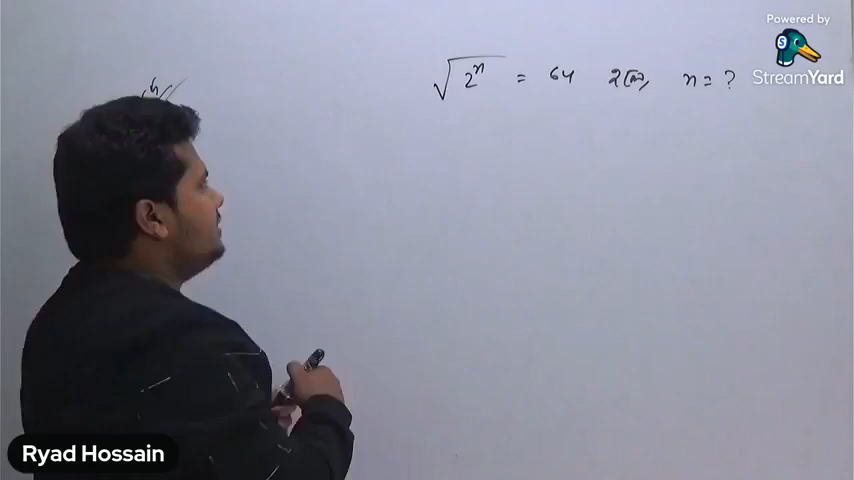 Powered by
StreamYard
√2ⁿ = 64 হলে, n = ?
Ryad Hossain